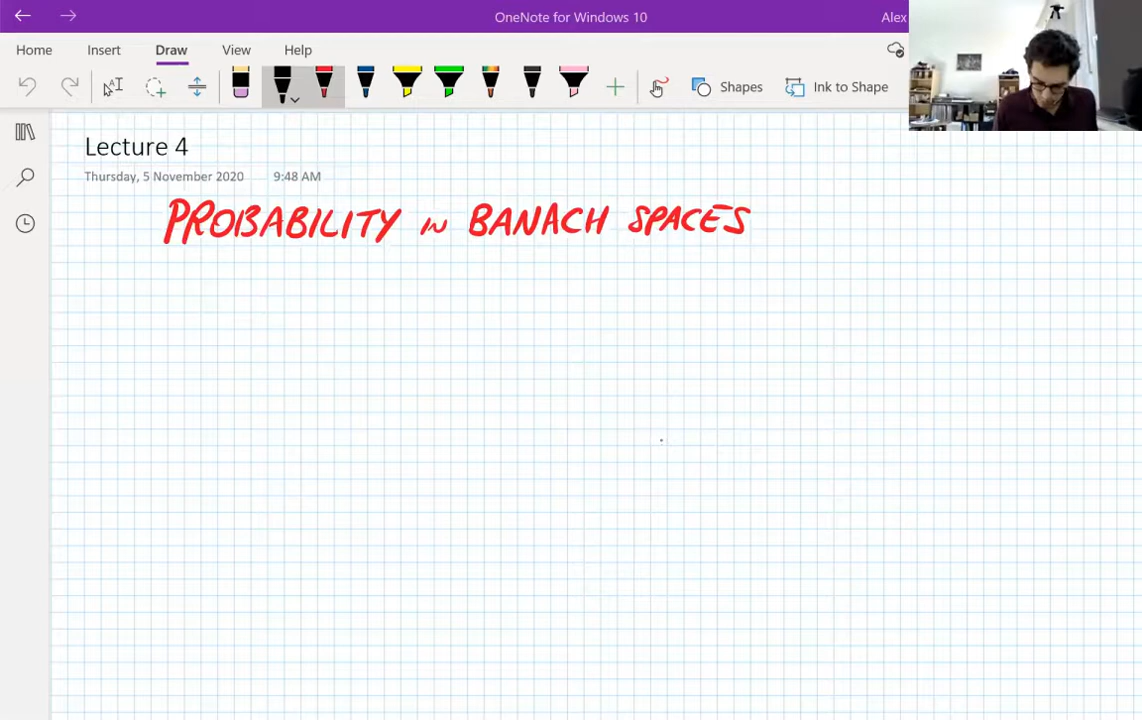 OneNote for Windows 10
Alex
Home Insert Draw View Help
Shapes Ink to Shape
Lecture 4
Thursday, 5 November 2020 9:48 AM
PROBABILITY IN BANACH SPACES